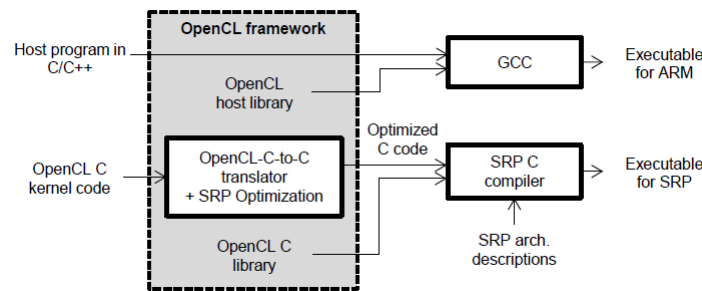 OpenCL framework
Host program in
C/C++
GCC
Executable
for ARM
OpenCL
host library
Optimized
C code
OpenCL C
kernel code
OpenCL-C-to-C
translator
+ SRP Optimization
SRP C
compiler
Executable
for SRP
OpenCL C
library
SRP arch.
descriptions